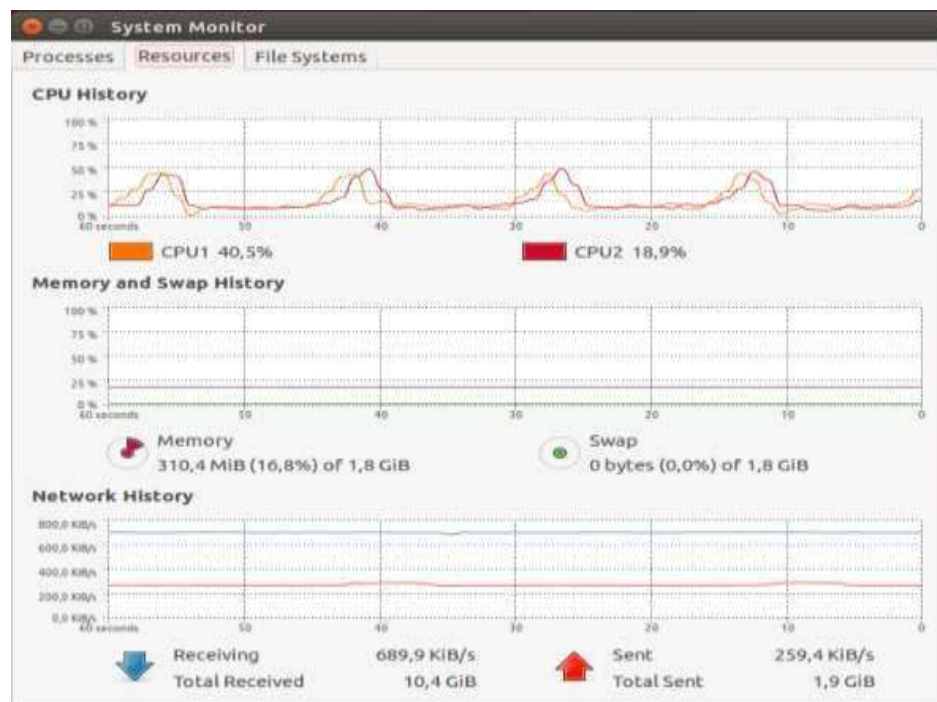 System Monitor
Processes Resources File Systems
CPU History
100 %
75 %
50 %
25 %
0 %
60 seconds 50 40 30 20 10 0
CPU1 40,5% CPU2 18,9%
Memory and Swap History
100 %
75 %
50 %
25 %
0 %
60 seconds 50 40 30 20 10 0
Memory Swap
310,4 MiB (16,8%) of 1,8 GiB 0 bytes (0,0%) of 1,8 GiB
Network History
800,0 KiB/s
600,0 KiB/s
400,0 KiB/s
200,0 KiB/s
0,0 KiB/s
60 seconds 50 40 30 20 10 0
Receiving 689,9 KiB/s Sent 259,4 KiB/s
Total Received 10,4 GiB Total Sent 1,9 GiB